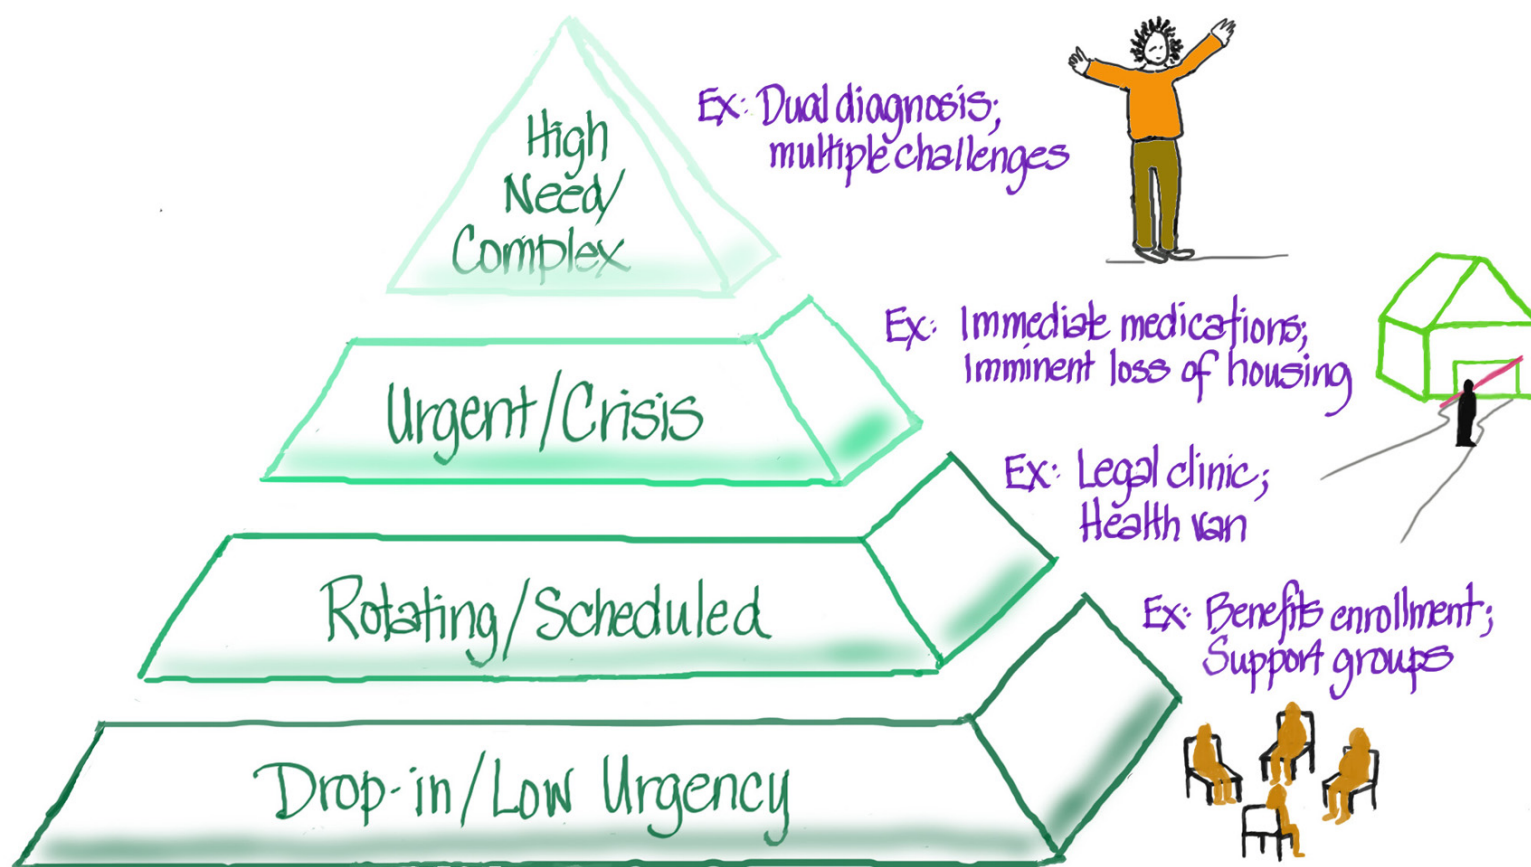 High
Need/
Complex
Ex: Dual diagnosis;
multiple challenges
Urgent/Crisis
Ex: Immediate medications;
Imminent loss of housing
Rotating/Scheduled
Ex: Legal clinic;
Health van
Drop-in/Low Urgency
Ex: Benefits enrollment;
Support groups